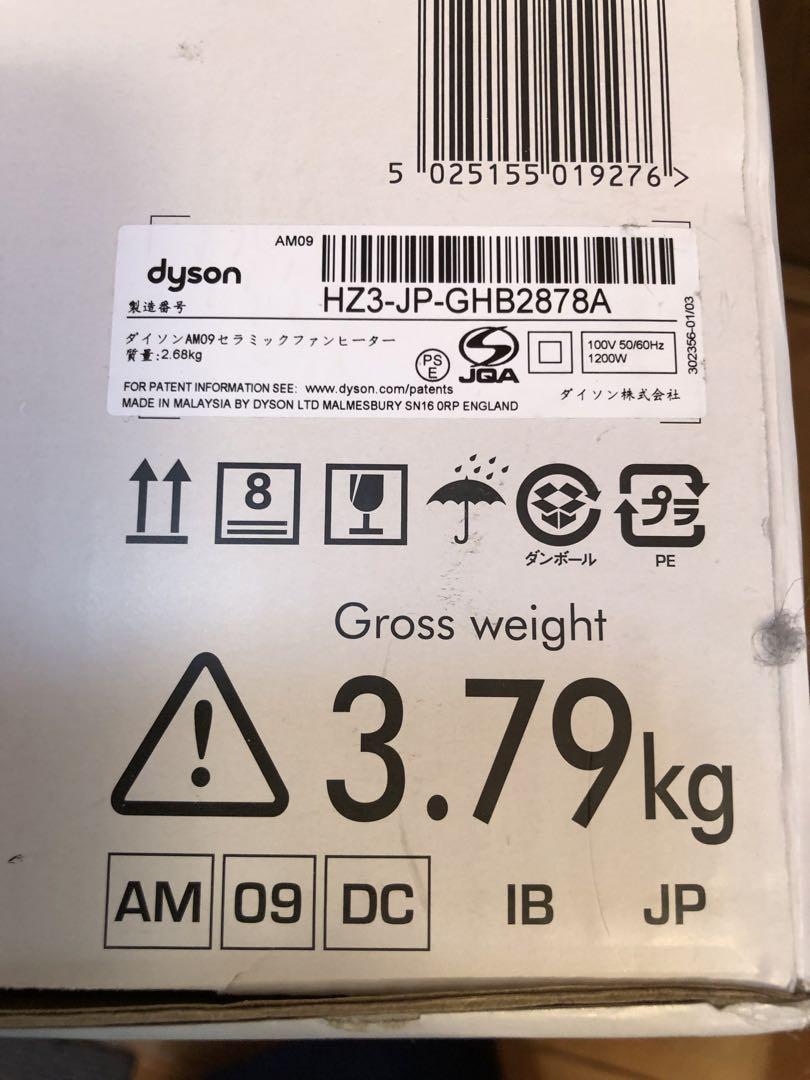 5 025155 019276 >
AM09
dyson
製造番号
HZ3-JP-GHB2878A
ダイソンAM09セラミックファンヒーター
質量:2.68kg
PS
E
JQA
100V 50/60Hz
1200W
302356-01/03
FOR PATENT INFORMATION SEE: www.dyson.com/patents
ダイソン株式会社
MADE IN MALAYSIA BY DYSON LTD MALMESBURY SN16 0RP ENGLAND
8
プラ
ダンボール
PE
Gross weight
3.79kg
AM 09 DC IB JP